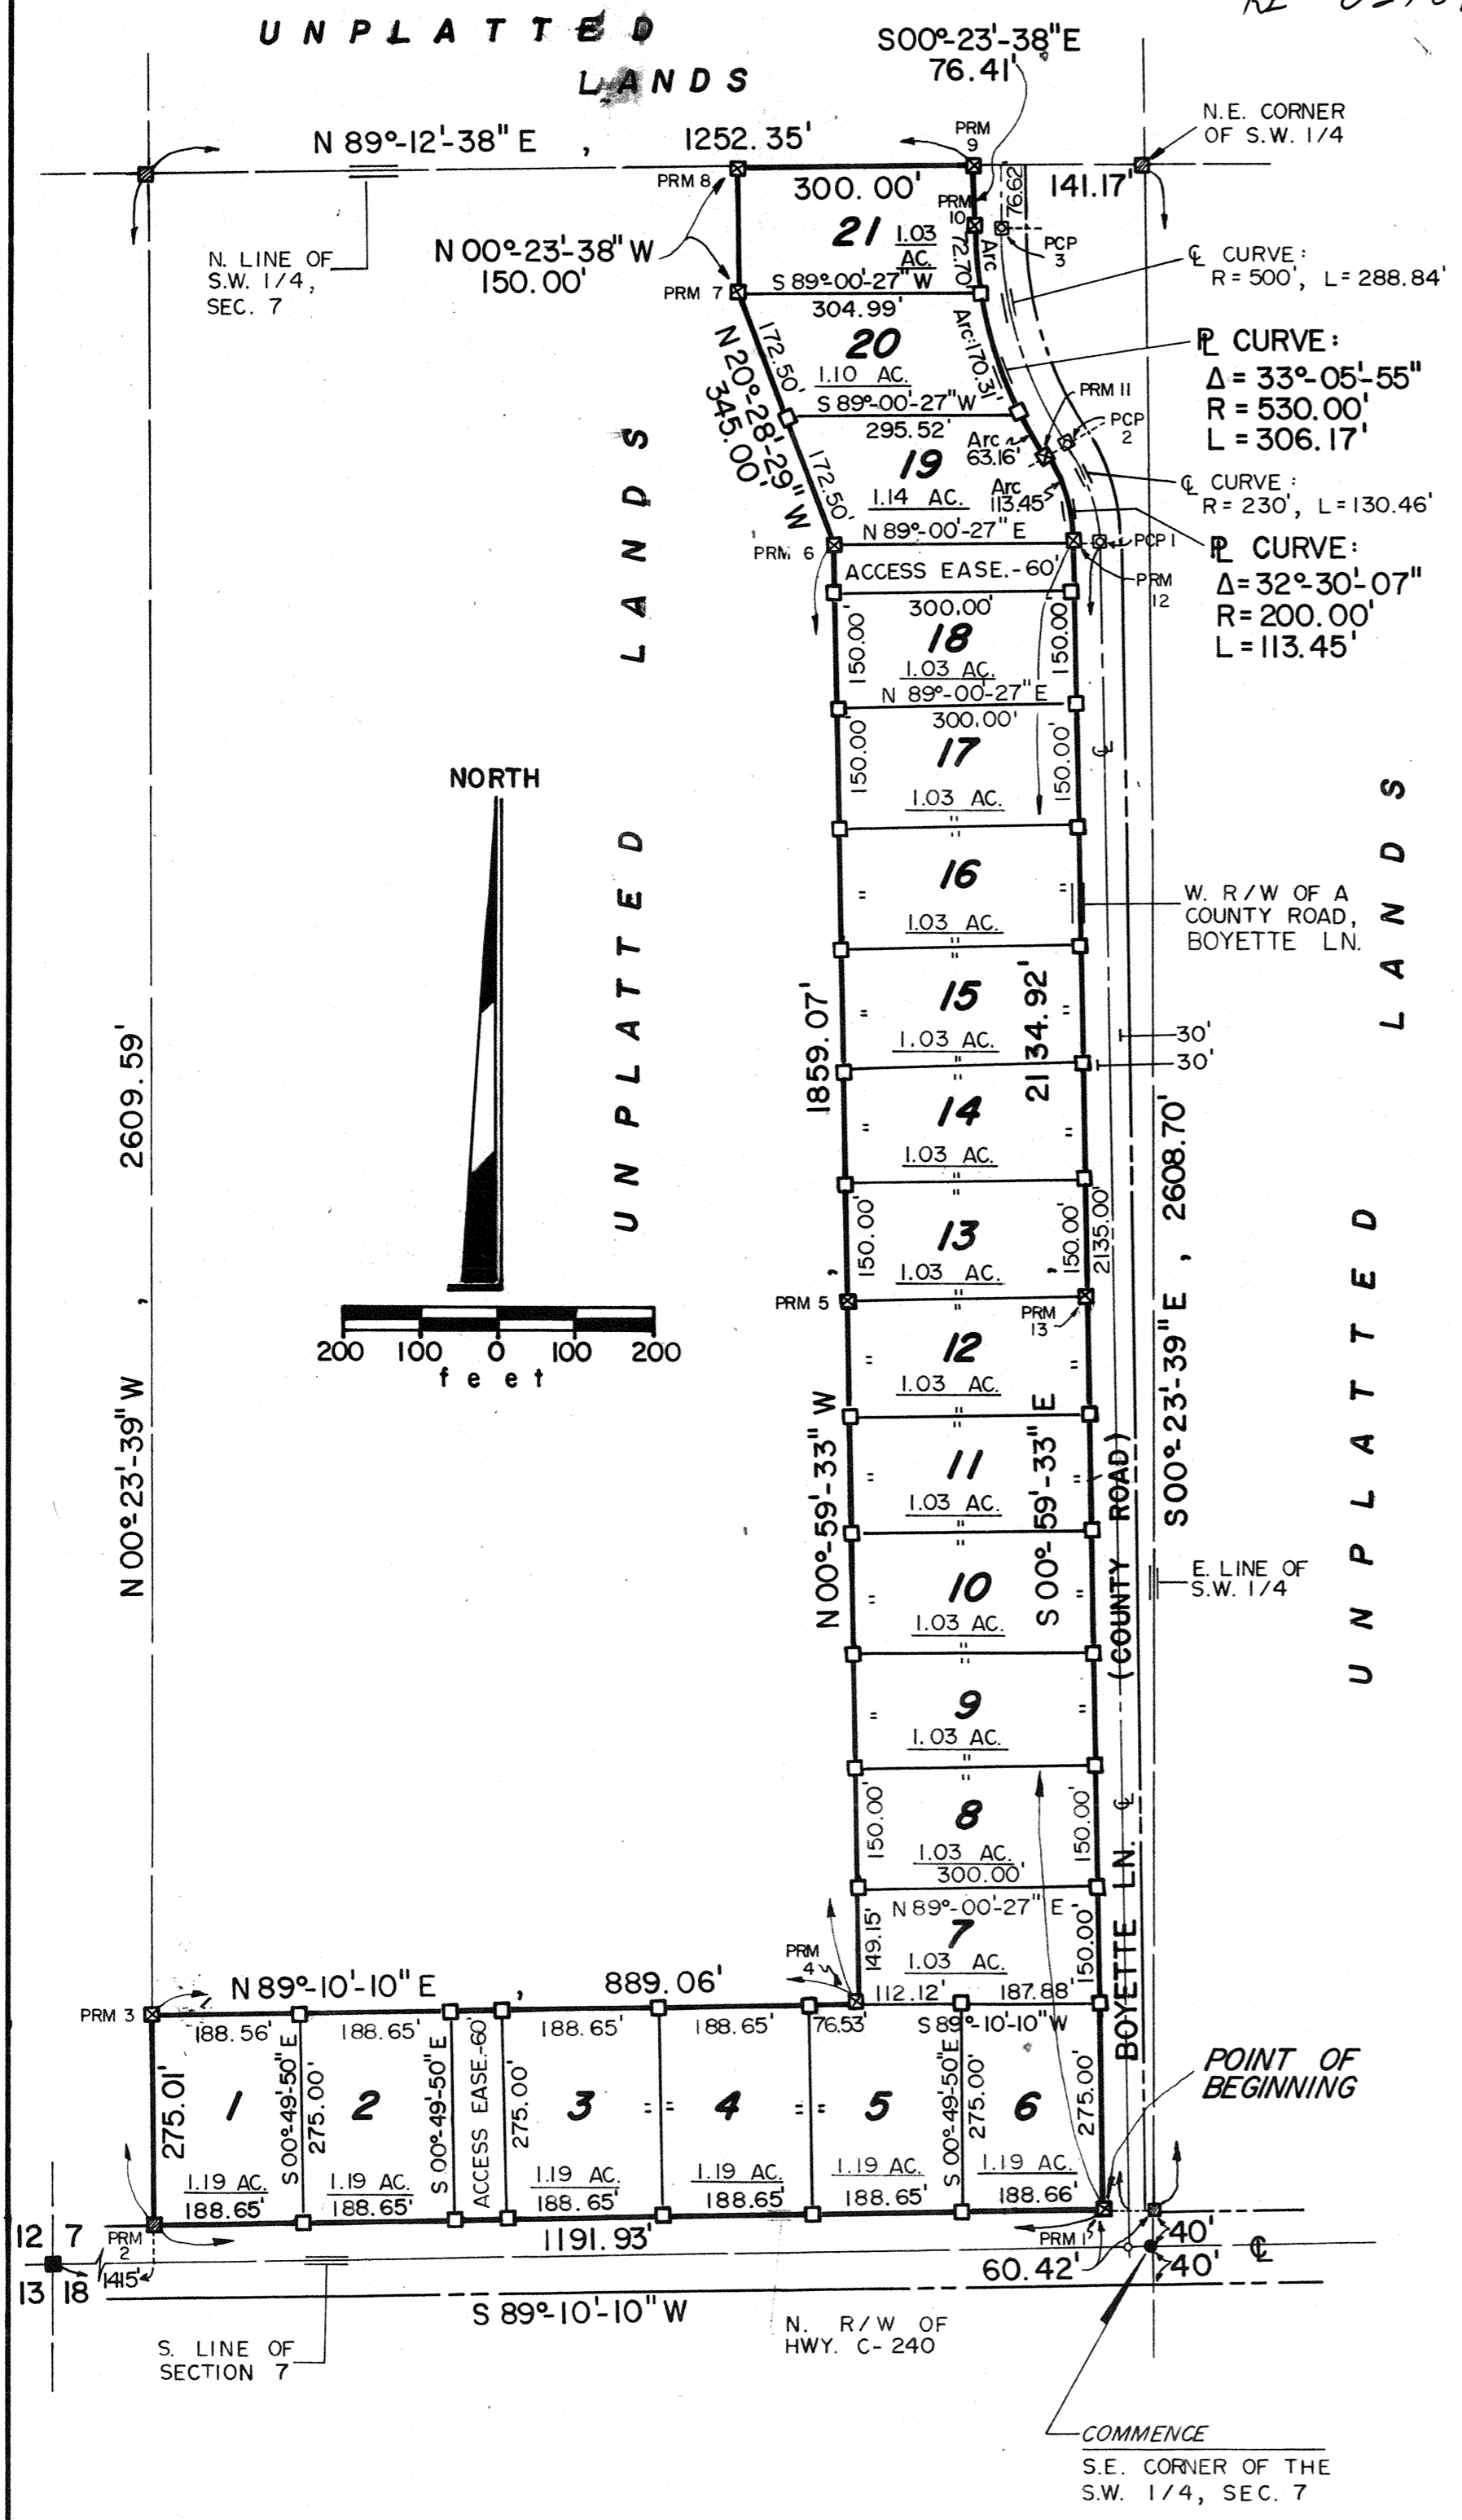 UNPLATTED
LANDS
S00°-23'-38"E
76.41'
N 89°-12'-38" E , 1252.35'
PRM 9
N.E. CORNER
OF S.W. 1/4
PRM 8
300.00'
141.17'
76.62
PRM 10
21
1.03
AC.
PCP 3
N. LINE OF
S.W. 1/4,
SEC. 7
N 00°-23'-38" W
150.00'
Arc
72.70'
℄ CURVE:
R = 500', L = 288.84'
PRM 7
S 89°-00'-27" W
304.99'
172.50'
N 20°-28'-29" W
345.00'
20
1.10 AC.
Arc:170.31'
S 89°-00'-27" W
295.52'
PL CURVE:
Δ = 33°-05'-55"
R = 530.00'
L = 306.17'
PRM 11
PCP 2
Arc
63.16'
19
1.14 AC.
172.50'
Arc
113.45'
℄ CURVE:
R = 230', L = 130.46'
N 89°-00'-27" E
PRM 6
PCP 1
PRM 12
PL CURVE:
Δ = 32°-30'-07"
R = 200.00'
L = 113.45'
ACCESS EASE.-60'
300.00'
150.00'
18
1.03 AC.
150.00'
N 89°-00'-27" E
300.00'
150.00'
17
1.03 AC.
150.00'
"
℄
NORTH
UNPLATTED LANDS
=
16
1.03 AC.
=
"
W. R/W OF A
COUNTY ROAD,
BOYETTE LN.
UNPLATTED LANDS
=
15
1.03 AC.
=
"
30'
30'
=
14
1.03 AC.
=
"
150.00'
13
1.03 AC.
150.00'
"
2135.00'
PRM 5
PRM 13
200 100 0 100 200
feet
=
12
1.03 AC.
=
"
=
11
1.03 AC.
=
"
=
10
1.03 AC.
=
"
E. LINE OF
S.W. 1/4
=
9
1.03 AC.
=
"
N 00°-23'-39" W , 2609.59'
N 00°-59'-33" W , 1859.07'
S 00°-59'-33" E , 2134.92'
S 00°-23'-39" E , 2608.70'
BOYETTE LN. ℄ (COUNTY ROAD)
150.00'
8
1.03 AC.
300.00'
150.00'
N 89°-00'-27" E
149.15'
7
1.03 AC.
150.00'
PRM 4
112.12'
187.88'
PRM 3
N 89°-10'-10" E , 889.06'
188.56'
188.65'
188.65'
188.65'
76.53'
S 89°-10'-10" W
275.01'
1
1.19 AC.
188.65'
S 00°-49'-50" E
275.00'
2
1.19 AC.
188.65'
S 00°-49'-50" E
ACCESS EASE.-60'
275.00'
3
1.19 AC.
188.65'
= =
4
1.19 AC.
188.65'
= =
5
1.19 AC.
188.65'
S 00°-49'-50" E
275.00'
6
1.19 AC.
188.66'
275.00'
POINT OF
BEGINNING
12 7
13 18
PRM 2
1415'
1191.93'
PRM 1
60.42'
40'
40'
℄
S 89°-10'-10" W
S. LINE OF
SECTION 7
N. R/W OF
HWY. C-240
COMMENCE
S.E. CORNER OF THE
S.W. 1/4, SEC. 7